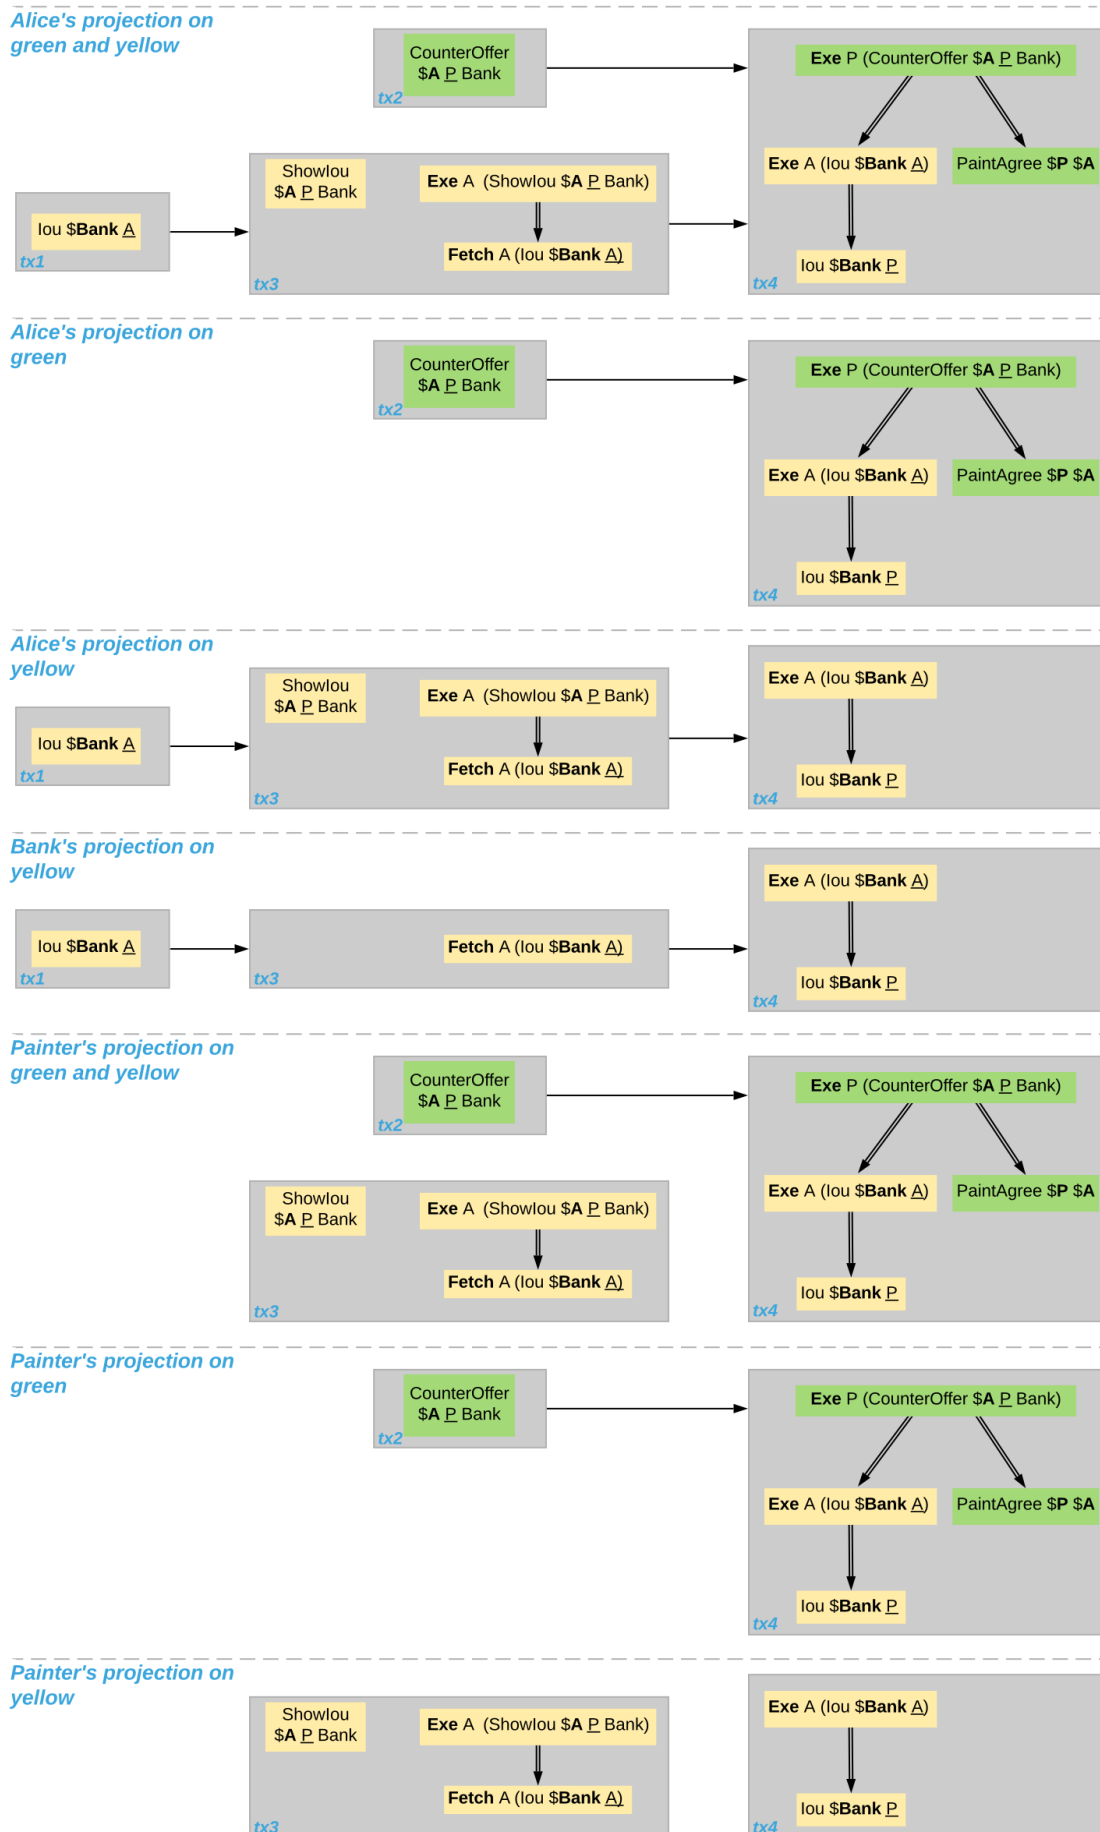 Alice's projection on
green and yellow
CounterOffer
$A P Bank
tx2
Exe P (CounterOffer $A P Bank)
ShowIou
$A P Bank
Exe A (ShowIou $A P Bank)
Exe A (Iou $Bank A)
PaintAgree $P $A
Iou $Bank A
tx1
Fetch A (Iou $Bank A)
tx3
Iou $Bank P
tx4
Alice's projection on
green
CounterOffer
$A P Bank
tx2
Exe P (CounterOffer $A P Bank)
Exe A (Iou $Bank A)
PaintAgree $P $A
Iou $Bank P
tx4
Alice's projection on
yellow
ShowIou
$A P Bank
Exe A (ShowIou $A P Bank)
Exe A (Iou $Bank A)
Iou $Bank A
tx1
Fetch A (Iou $Bank A)
tx3
Iou $Bank P
tx4
Bank's projection on
yellow
Exe A (Iou $Bank A)
Iou $Bank A
tx1
Fetch A (Iou $Bank A)
tx3
Iou $Bank P
tx4
Painter's projection on
green and yellow
CounterOffer
$A P Bank
tx2
Exe P (CounterOffer $A P Bank)
ShowIou
$A P Bank
Exe A (ShowIou $A P Bank)
Exe A (Iou $Bank A)
PaintAgree $P $A
Fetch A (Iou $Bank A)
tx3
Iou $Bank P
tx4
Painter's projection on
green
CounterOffer
$A P Bank
tx2
Exe P (CounterOffer $A P Bank)
Exe A (Iou $Bank A)
PaintAgree $P $A
Iou $Bank P
tx4
Painter's projection on
yellow
ShowIou
$A P Bank
Exe A (ShowIou $A P Bank)
Exe A (Iou $Bank A)
Fetch A (Iou $Bank A)
tx3
Iou $Bank P
tx4